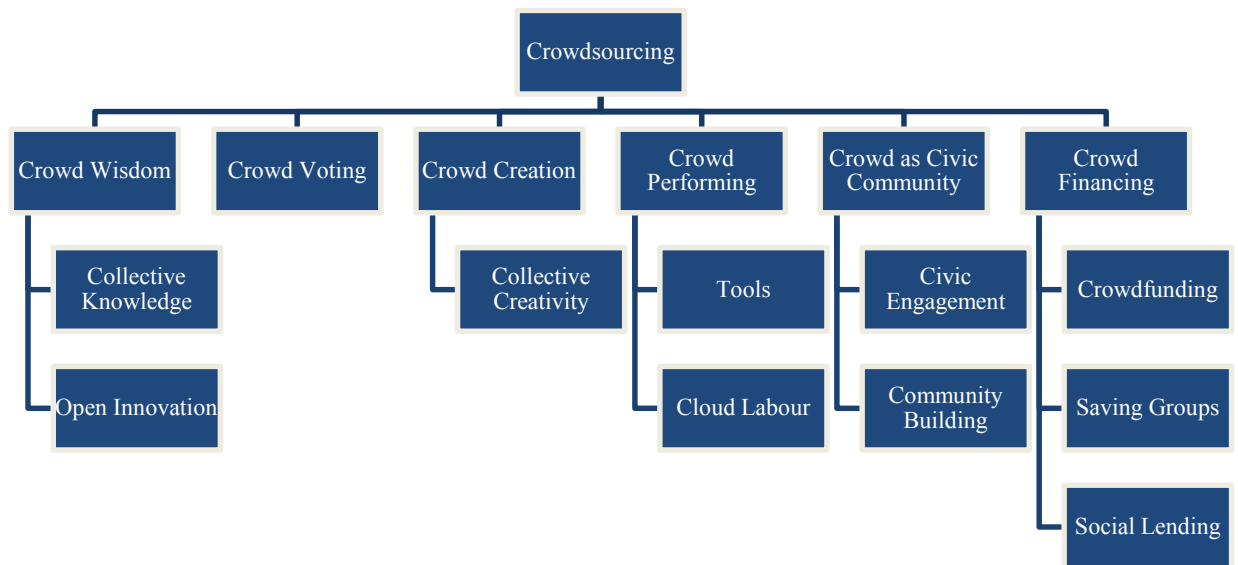 Crowdsourcing
Crowd Wisdom
Crowd Voting
Crowd Creation
Crowd
Performing
Crowd as Civic
Community
Crowd
Financing
Collective
Knowledge
Collective
Creativity
Tools
Civic
Engagement
Crowdfunding
Open Innovation
Cloud Labour
Community
Building
Saving Groups
Social Lending